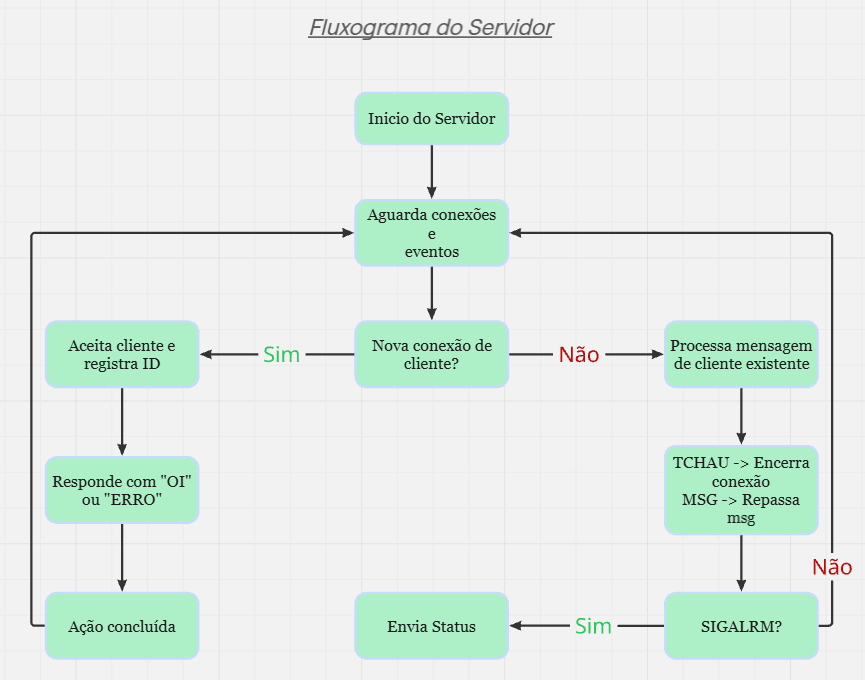 Fluxograma do Servidor
Inicio do Servidor
Aguarda conexões
e
eventos
Aceita cliente e
registra ID
Sim
Nova conexão de
cliente?
Não
Processa mensagem
de cliente existente
Responde com "OI"
ou "ERRO"
TCHAU -> Encerra
conexão
MSG -> Repassa
msg
Não
Ação concluída
Envia Status
Sim
SIGALRM?